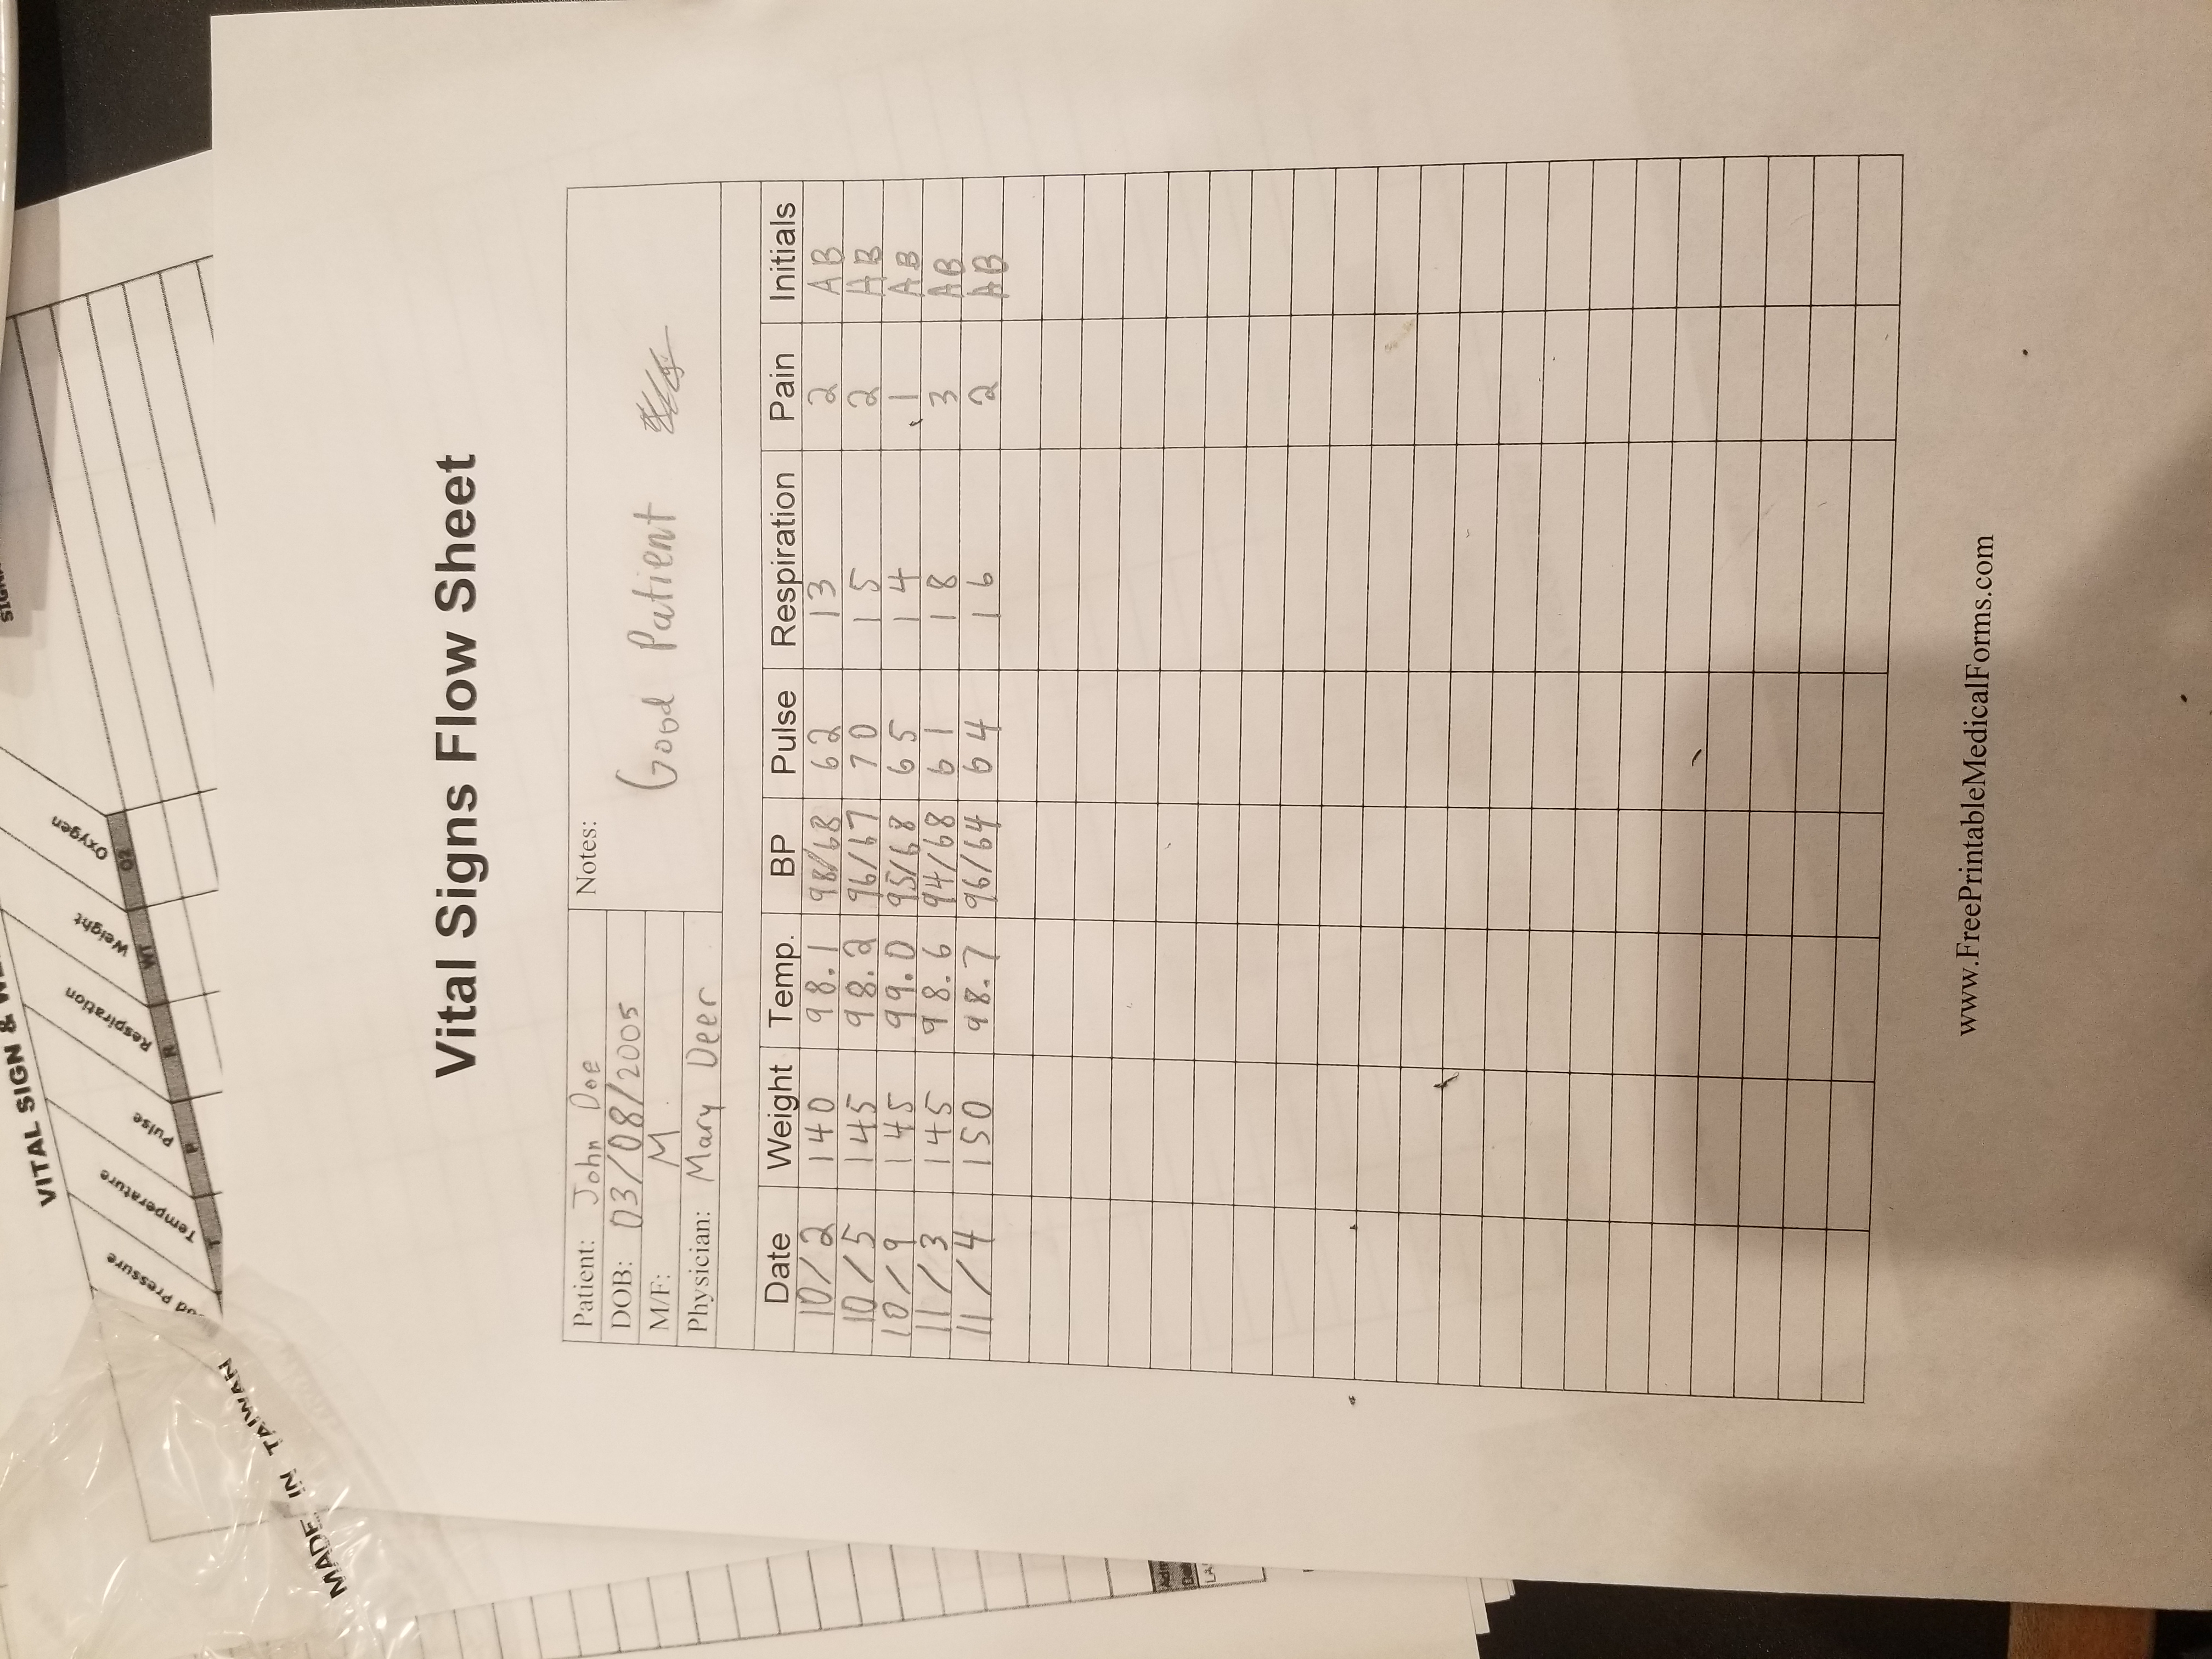 VITAL SIGN &
Pressure Temperature Pulse Respiration Weight Oxygen
T P R WT O2
MADE IN TAIWAN
Vital Signs Flow Sheet
Patient: John Doe
DOB: 03/08/2005
M/F: M
Physician: Mary Deer
Notes:
Good Patient
Date Weight Temp. BP Pulse Respiration Pain Initials
10/2 140 98.1 98/68 62 13 2 AB
10/5 145 98.2 96/67 70 15 2 AB
10/9 145 99.0 95/68 65 14 1 AB
11/3 145 98.6 94/68 61 18 3 AB
11/4 150 98.7 96/64 64 16 2 AB
www.FreePrintableMedicalForms.com